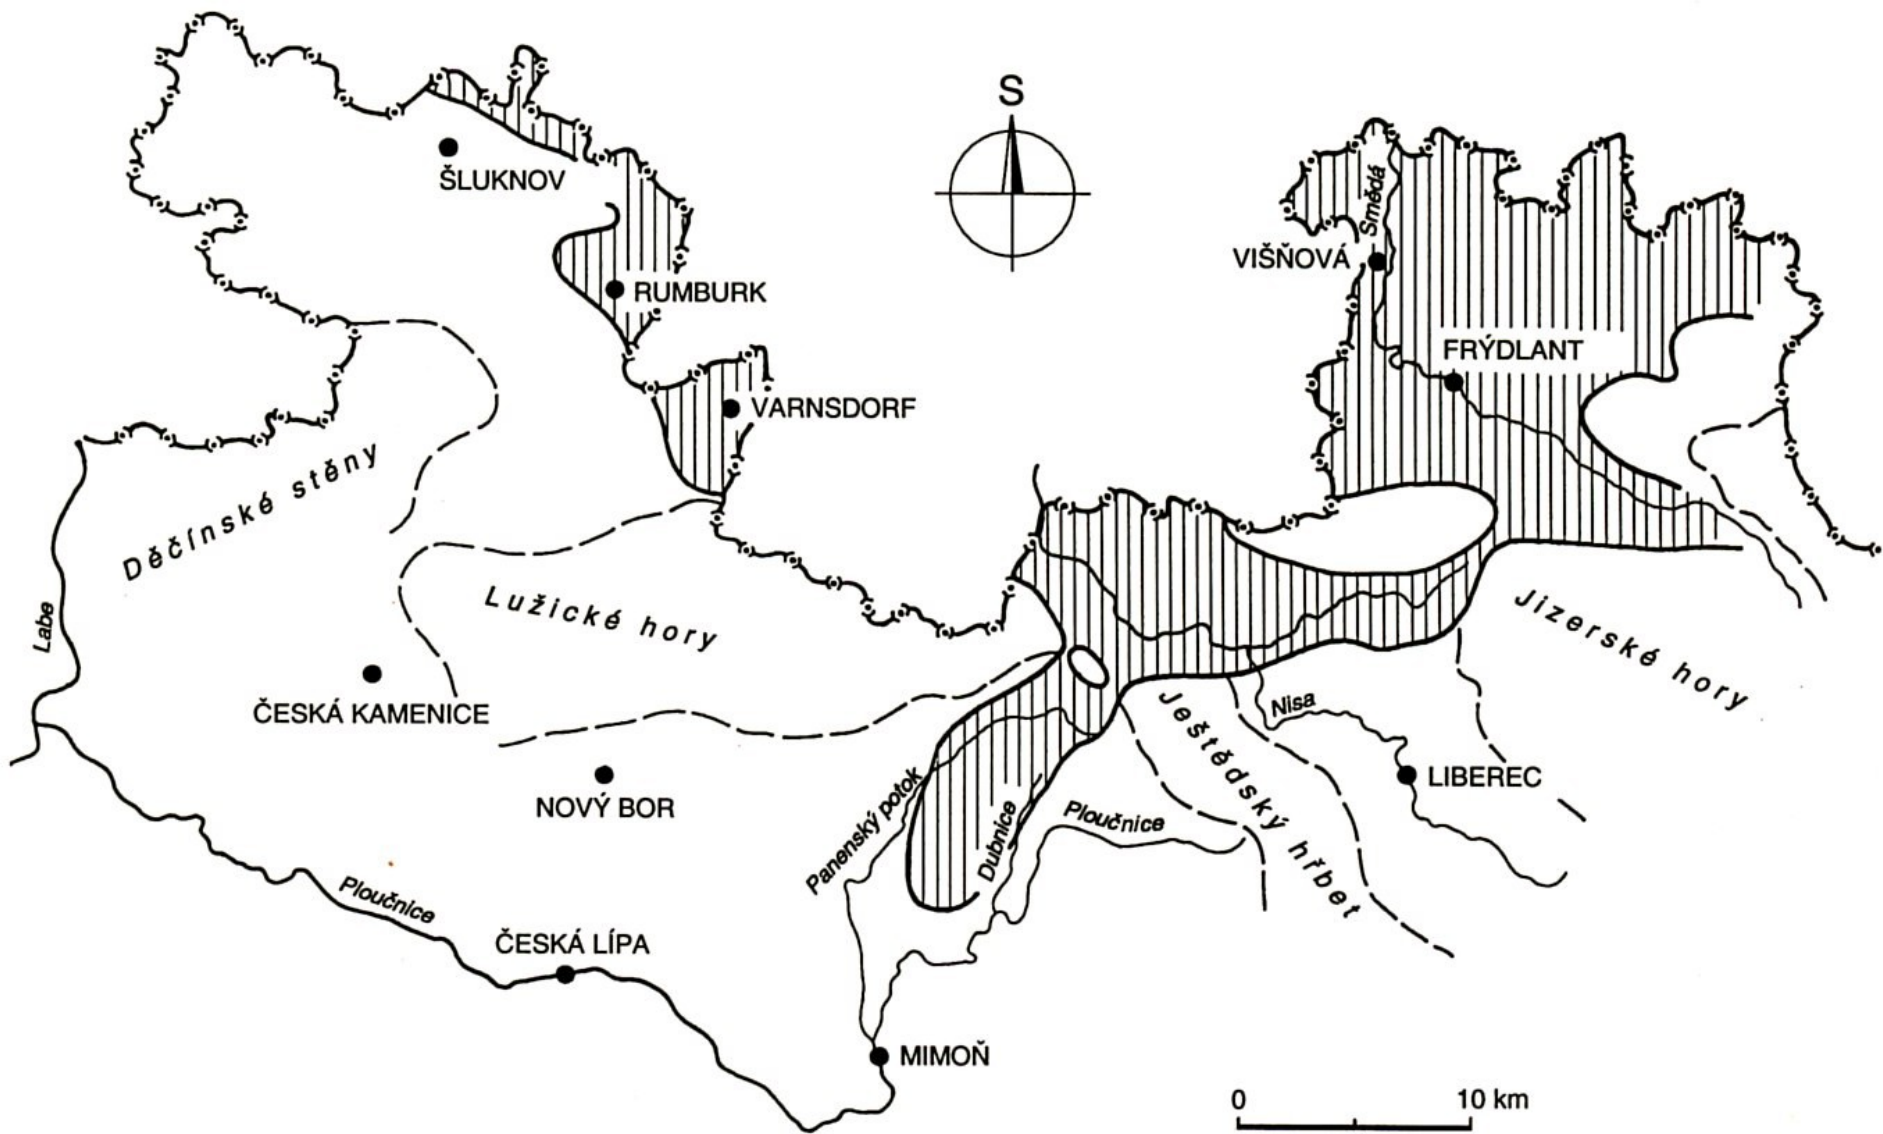 S
ŠLUKNOV
Smědá
VIŠŇOVÁ
RUMBURK
FRÝDLANT
VARNSDORF
Děčínské stěny
Lužické hory
Jizerské hory
Labe
ČESKÁ KAMENICE
Nisa
Ještědský hřbet
LIBEREC
NOVÝ BOR
Panenský potok
Dubnice
Ploučnice
Ploučnice
ČESKÁ LÍPA
MIMOŇ
0 10 km